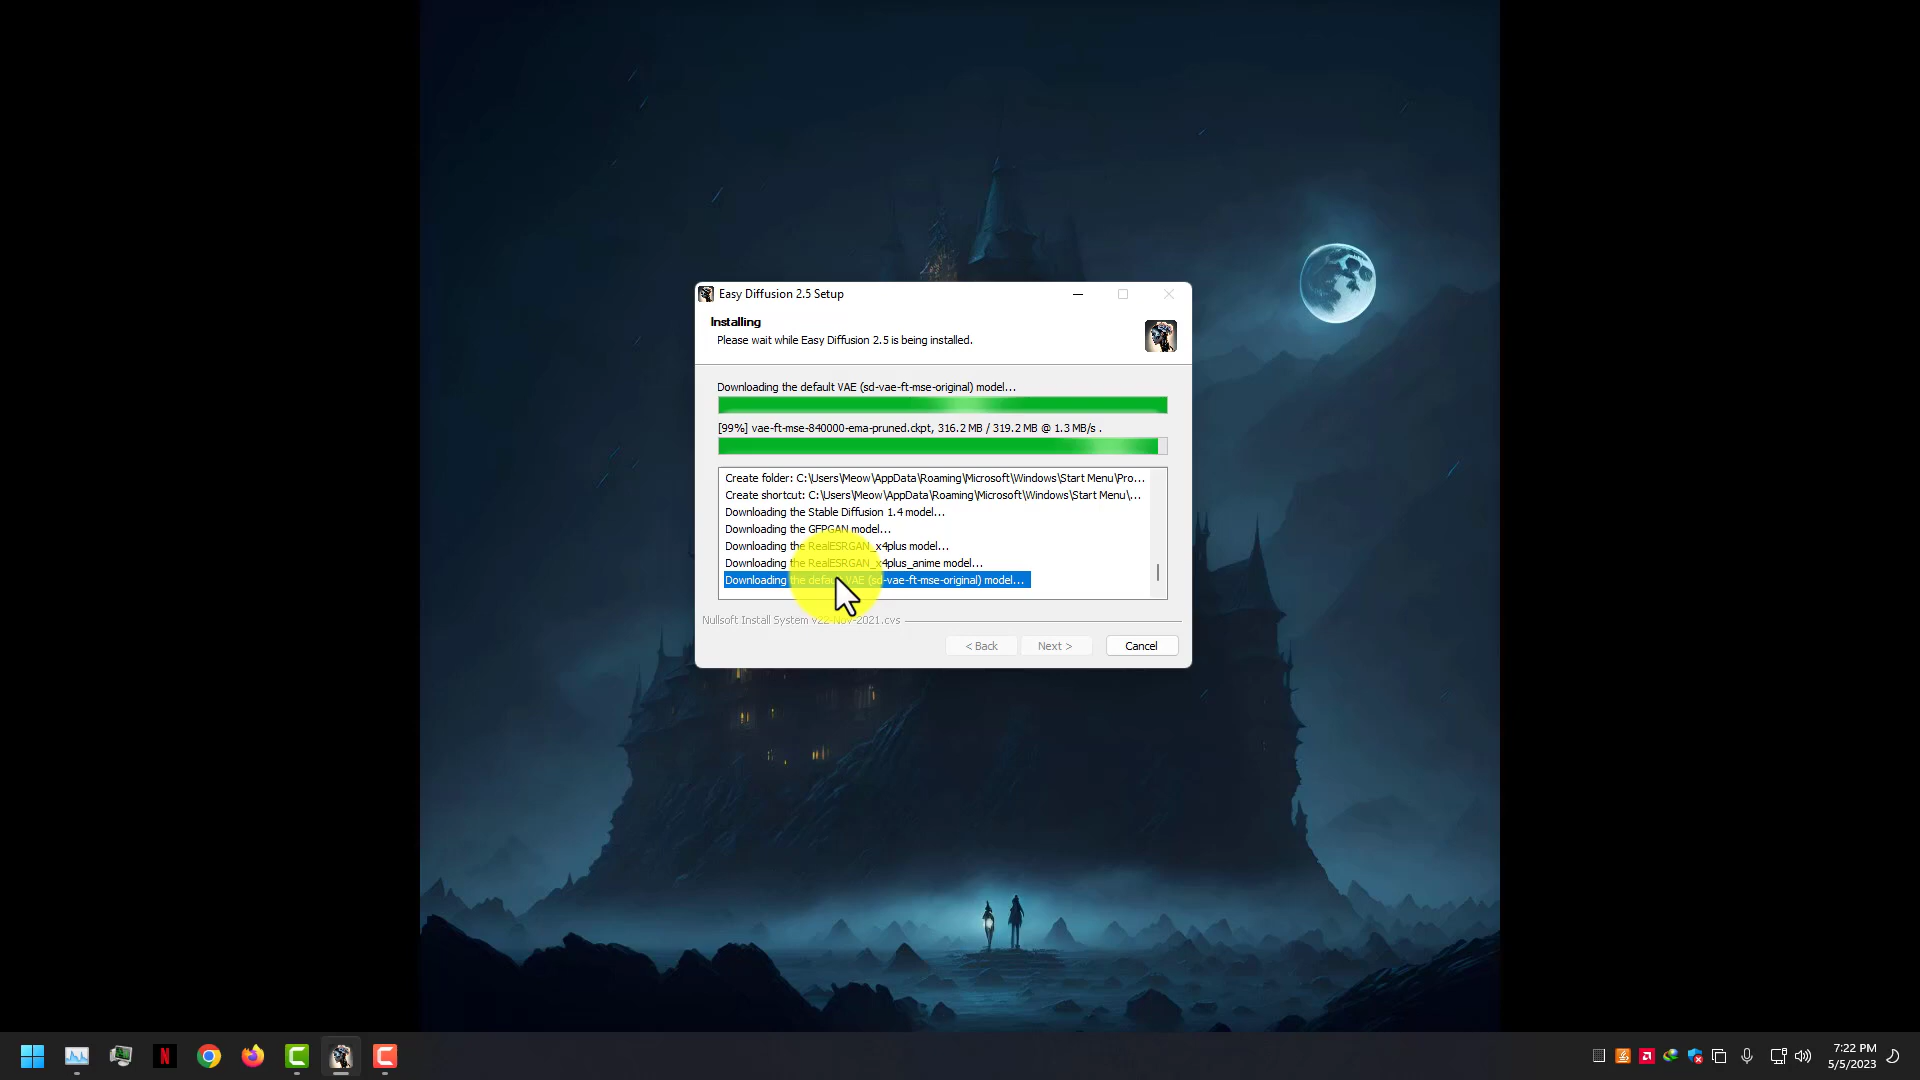 Easy Diffusion 2.5 Setup
Installing
Please wait while Easy Diffusion 2.5 is being installed.
Downloading the default VAE (sd-vae-ft-mse-original) model...
[99%] vae-ft-mse-840000-ema-pruned.ckpt, 316.2 MB / 319.2 MB @ 1.3 MB/s .
Create folder: C:\Users\Meow\AppData\Roaming\Microsoft\Windows\Start Menu\Pro...
Create shortcut: C:\Users\Meow\AppData\Roaming\Microsoft\Windows\Start Menu\...
Downloading the Stable Diffusion 1.4 model...
Downloading the GFPGAN model...
Downloading the RealESRGAN_x4plus model...
Downloading the RealESRGAN_x4plus_anime model...
Downloading the default VAE (sd-vae-ft-mse-original) model...
Nullsoft Install System v22-Nov-2021.cvs
< Back
Next >
Cancel
7:22 PM
5/5/2023